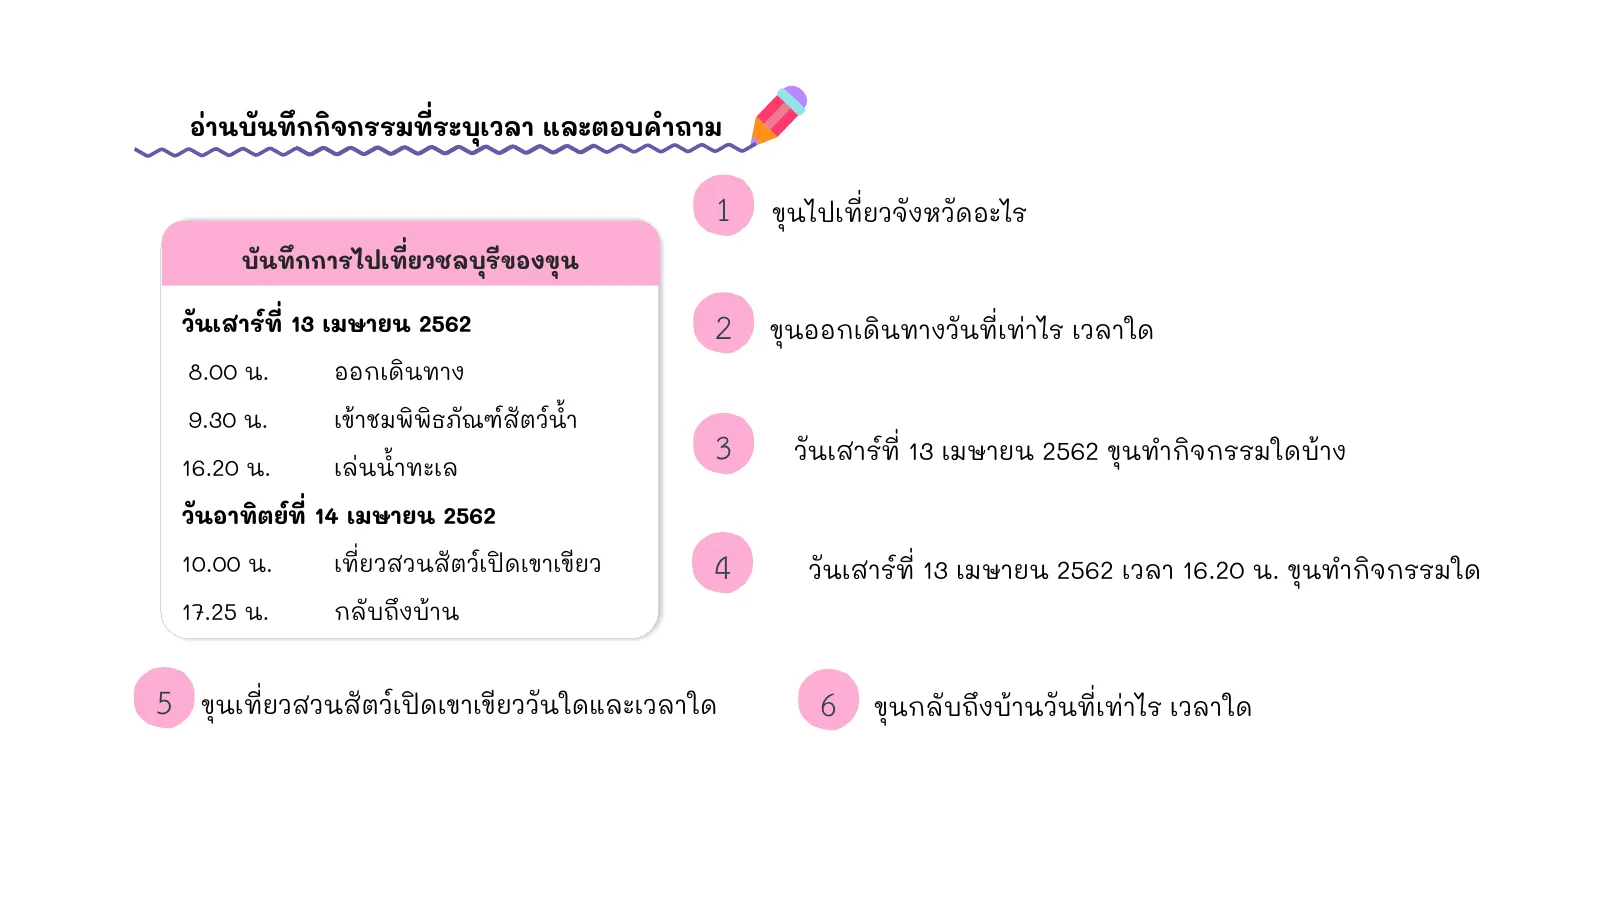 อ่านบันทึกกิจกรรมที่ระบุเวลา และตอบคำถาม
บันทึกการไปเที่ยวชลบุรีของขุน
วันเสาร์ที่ 13 เมษายน 2562
8.00 น. ออกเดินทาง
9.30 น. เข้าชมพิพิธภัณฑ์สัตว์น้ำ
16.20 น. เล่นน้ำทะเล
วันอาทิตย์ที่ 14 เมษายน 2562
10.00 น. เที่ยวสวนสัตว์เปิดเขาเขียว
17.25 น. กลับถึงบ้าน
1 ขุนไปเที่ยวจังหวัดอะไร
2 ขุนออกเดินทางวันที่เท่าไร เวลาใด
3 วันเสาร์ที่ 13 เมษายน 2562 ขุนทำกิจกรรมใดบ้าง
4 วันเสาร์ที่ 13 เมษายน 2562 เวลา 16.20 น. ขุนทำกิจกรรมใด
5 ขุนเที่ยวสวนสัตว์เปิดเขาเขียววันใดและเวลาใด
6 ขุนกลับถึงบ้านวันที่เท่าไร เวลาใด